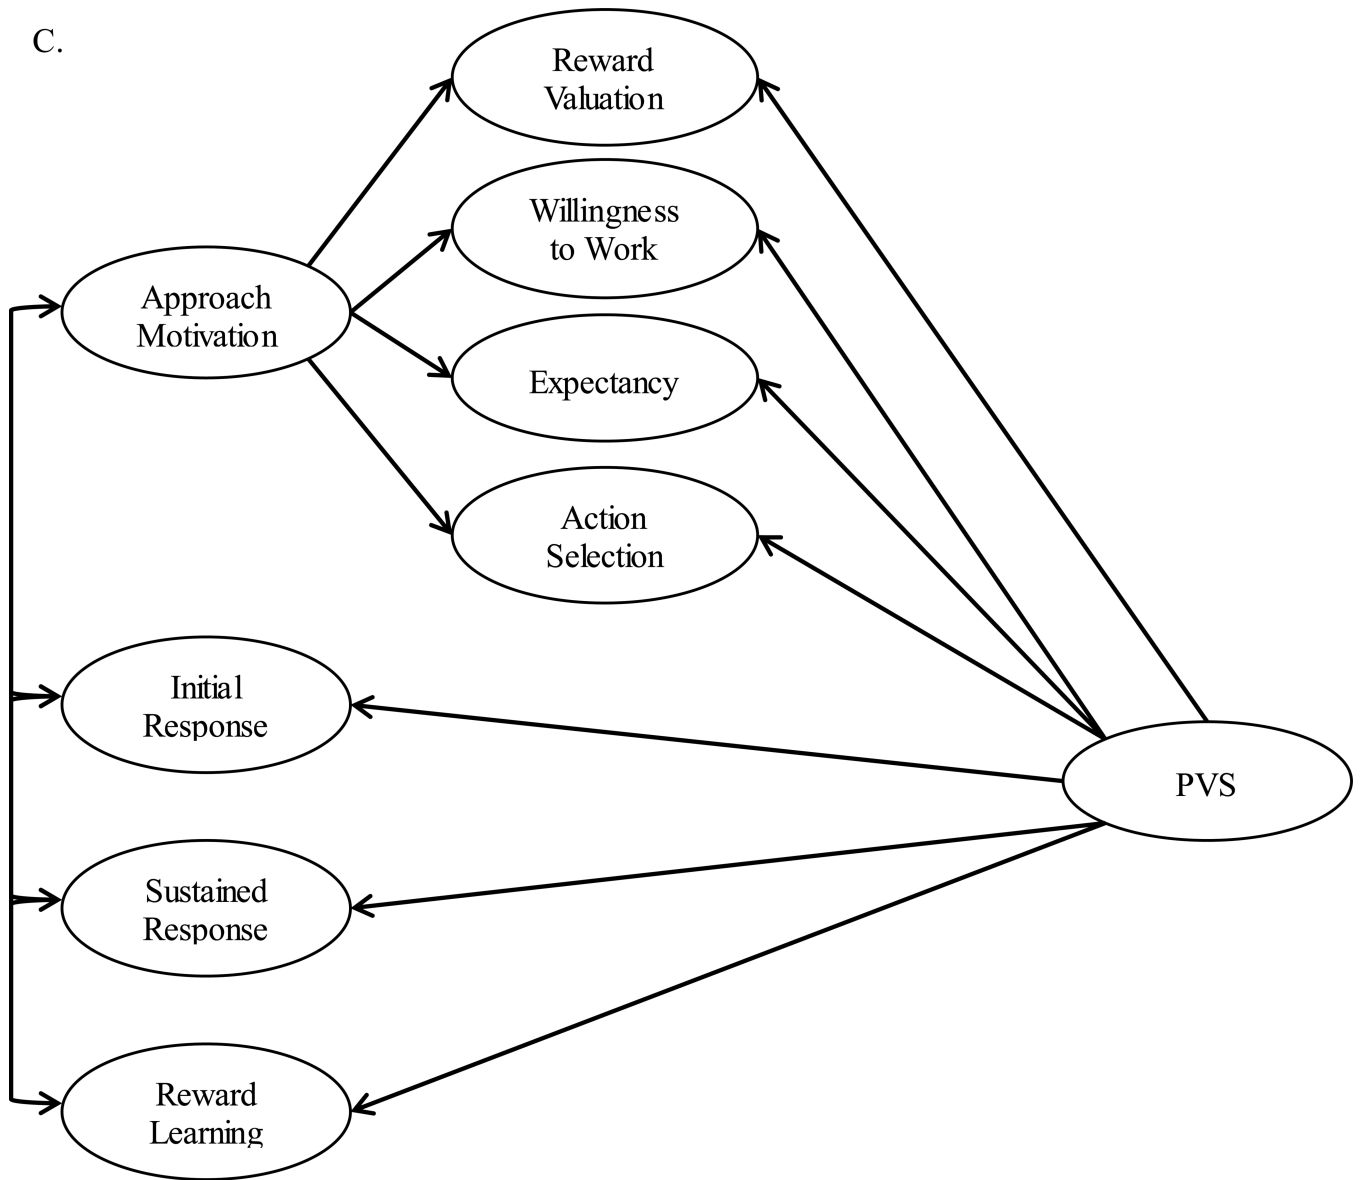 C.
Reward
Valuation
Willingness
to Work
Approach
Motivation
Expectancy
Action
Selection
Initial
Response
PVS
Sustained
Response
Reward
Learning